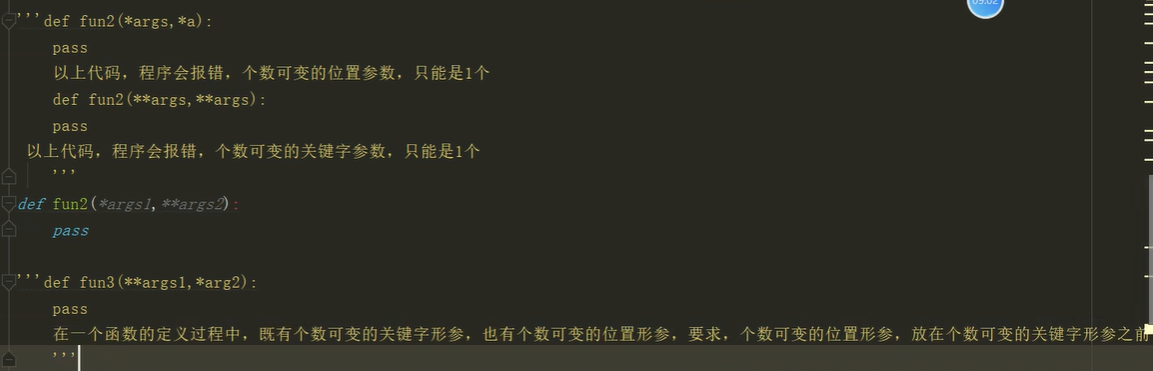 09:02
'''def fun2(*args,*a):
pass
以上代码，程序会报错，个数可变的位置参数，只能是1个
def fun2(**args,**args):
pass
以上代码，程序会报错，个数可变的关键字参数，只能是1个
'''
def fun2(*args1,**args2):
pass
'''def fun3(**args1,*arg2):
pass
在一个函数的定义过程中，既有个数可变的关键字形参，也有个数可变的位置形参，要求，个数可变的位置形参，放在个数可变的关键字形参之前
'''